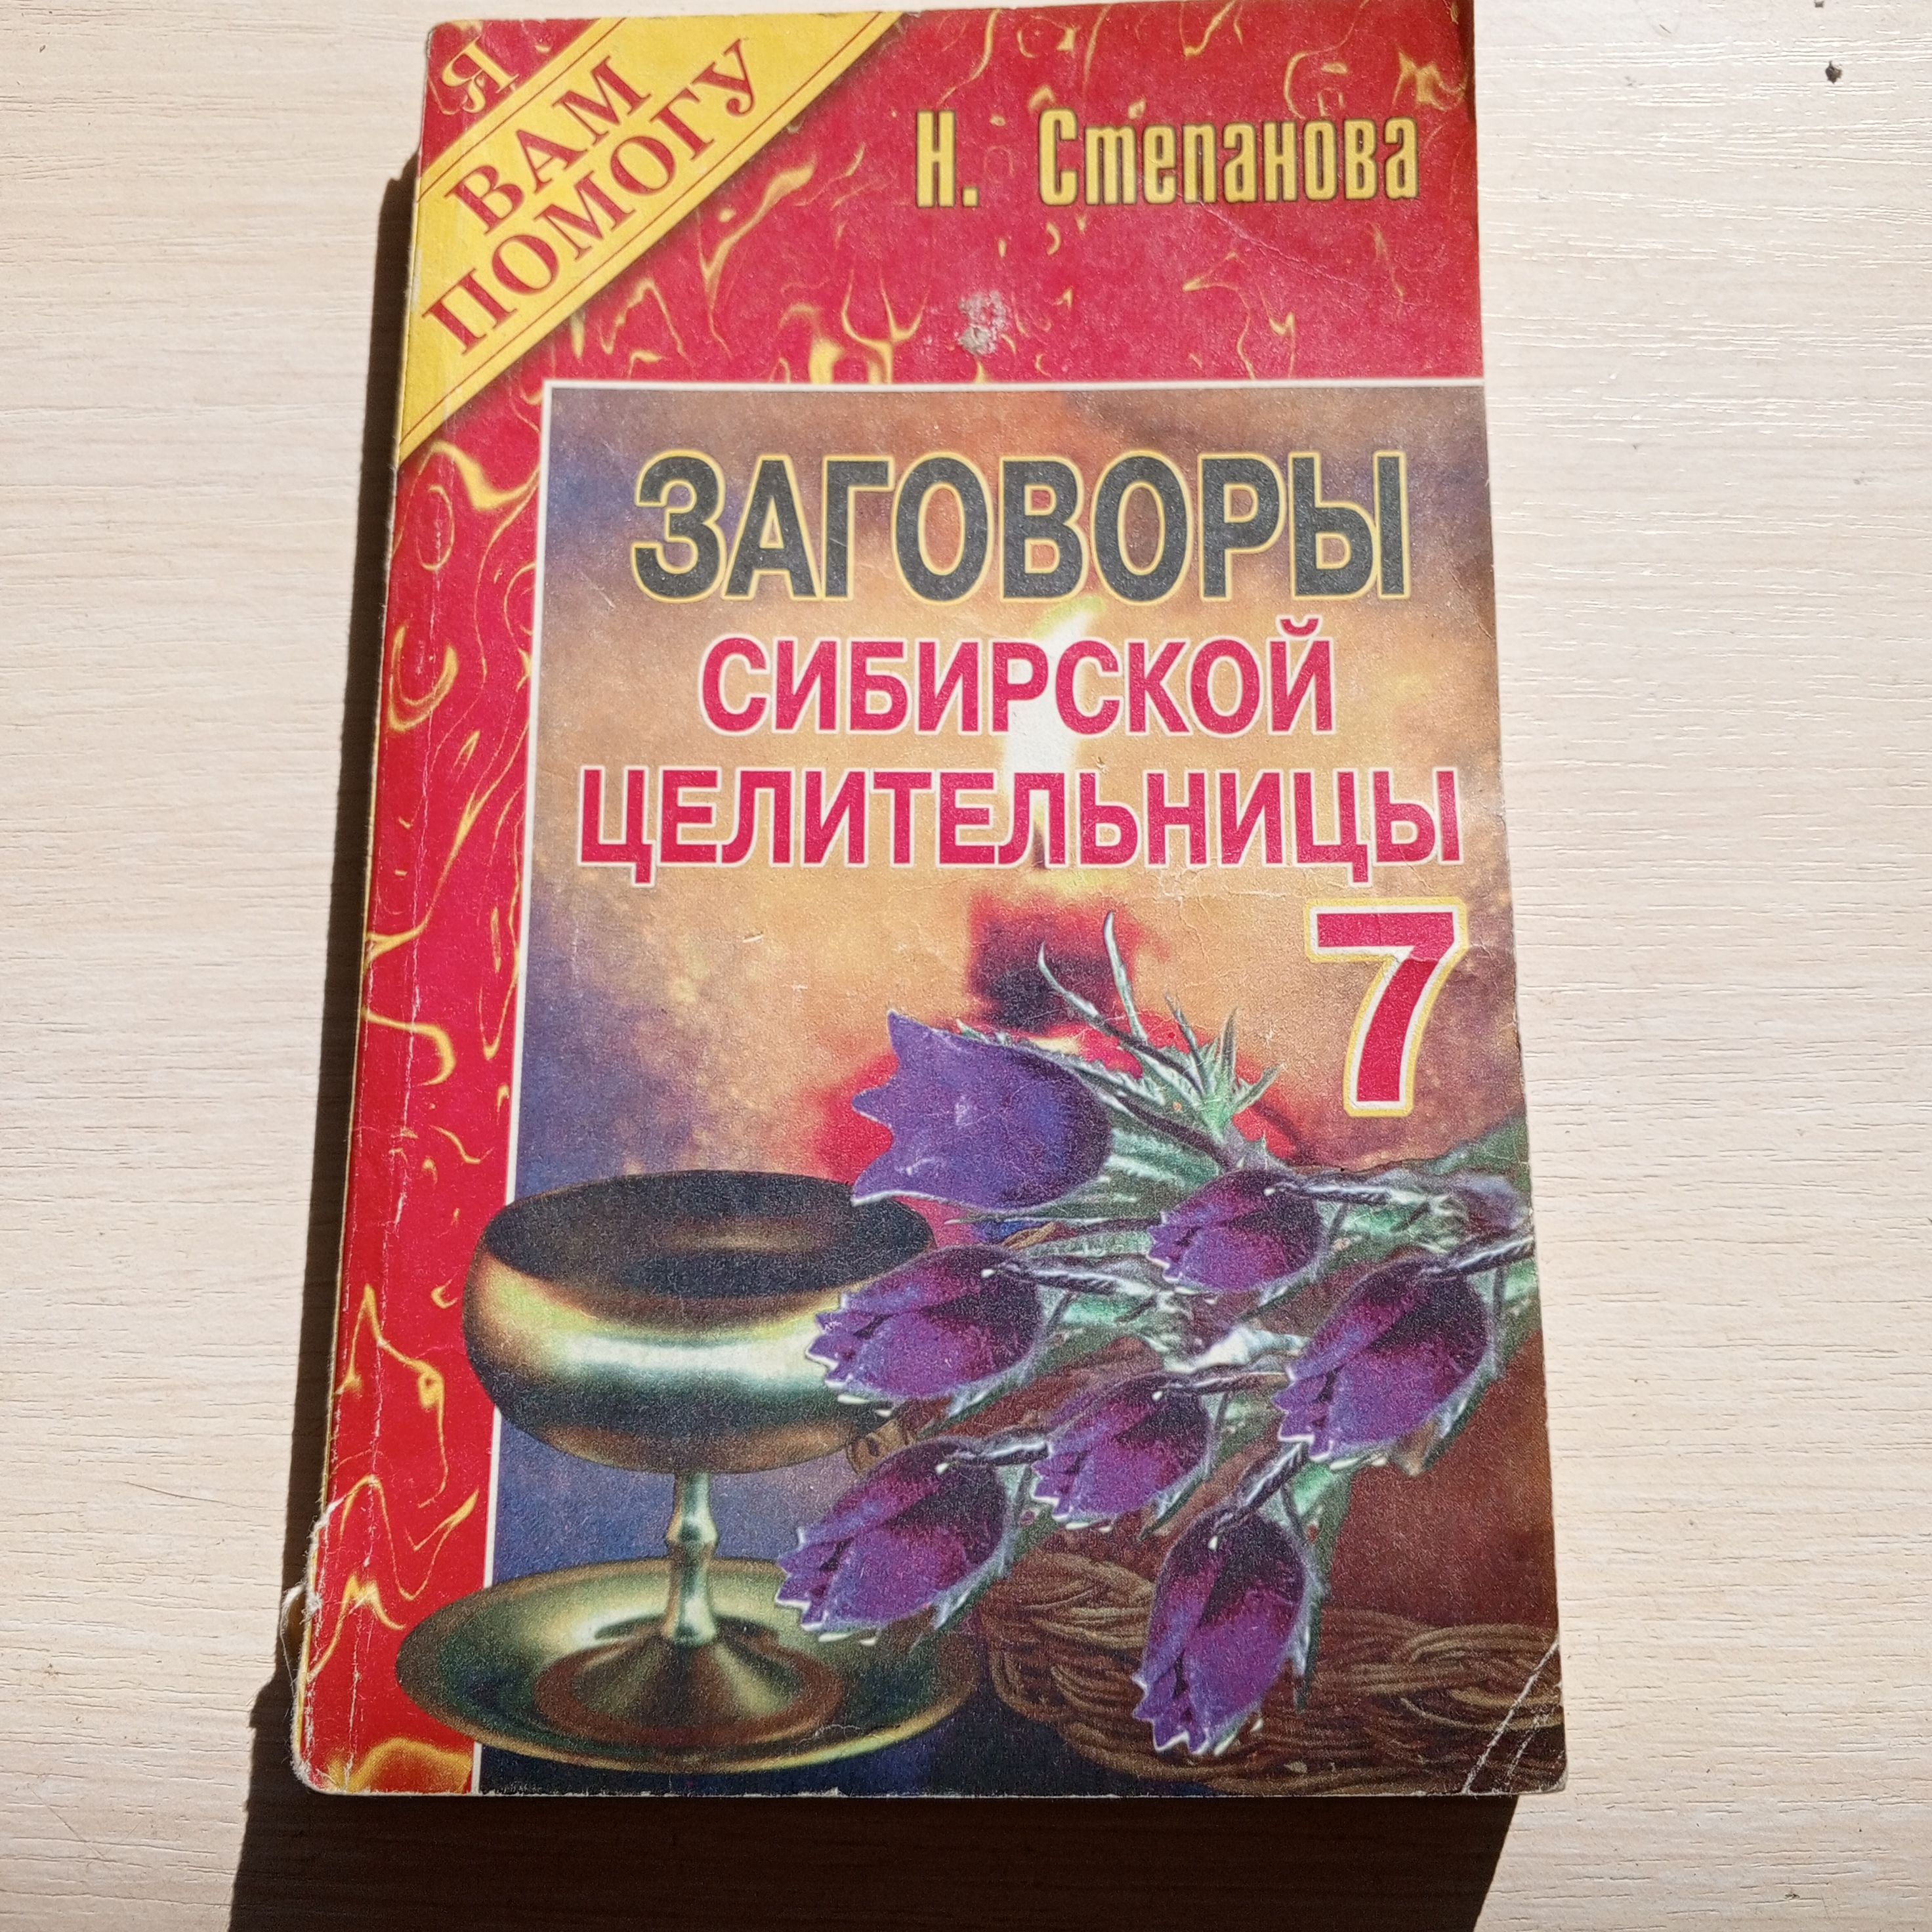 Я
ВАМ
ПОМОГУ
Н. Степанова
ЗАГОВОРЫ
СИБИРСКОЙ
ЦЕЛИТЕЛЬНИЦЫ
7